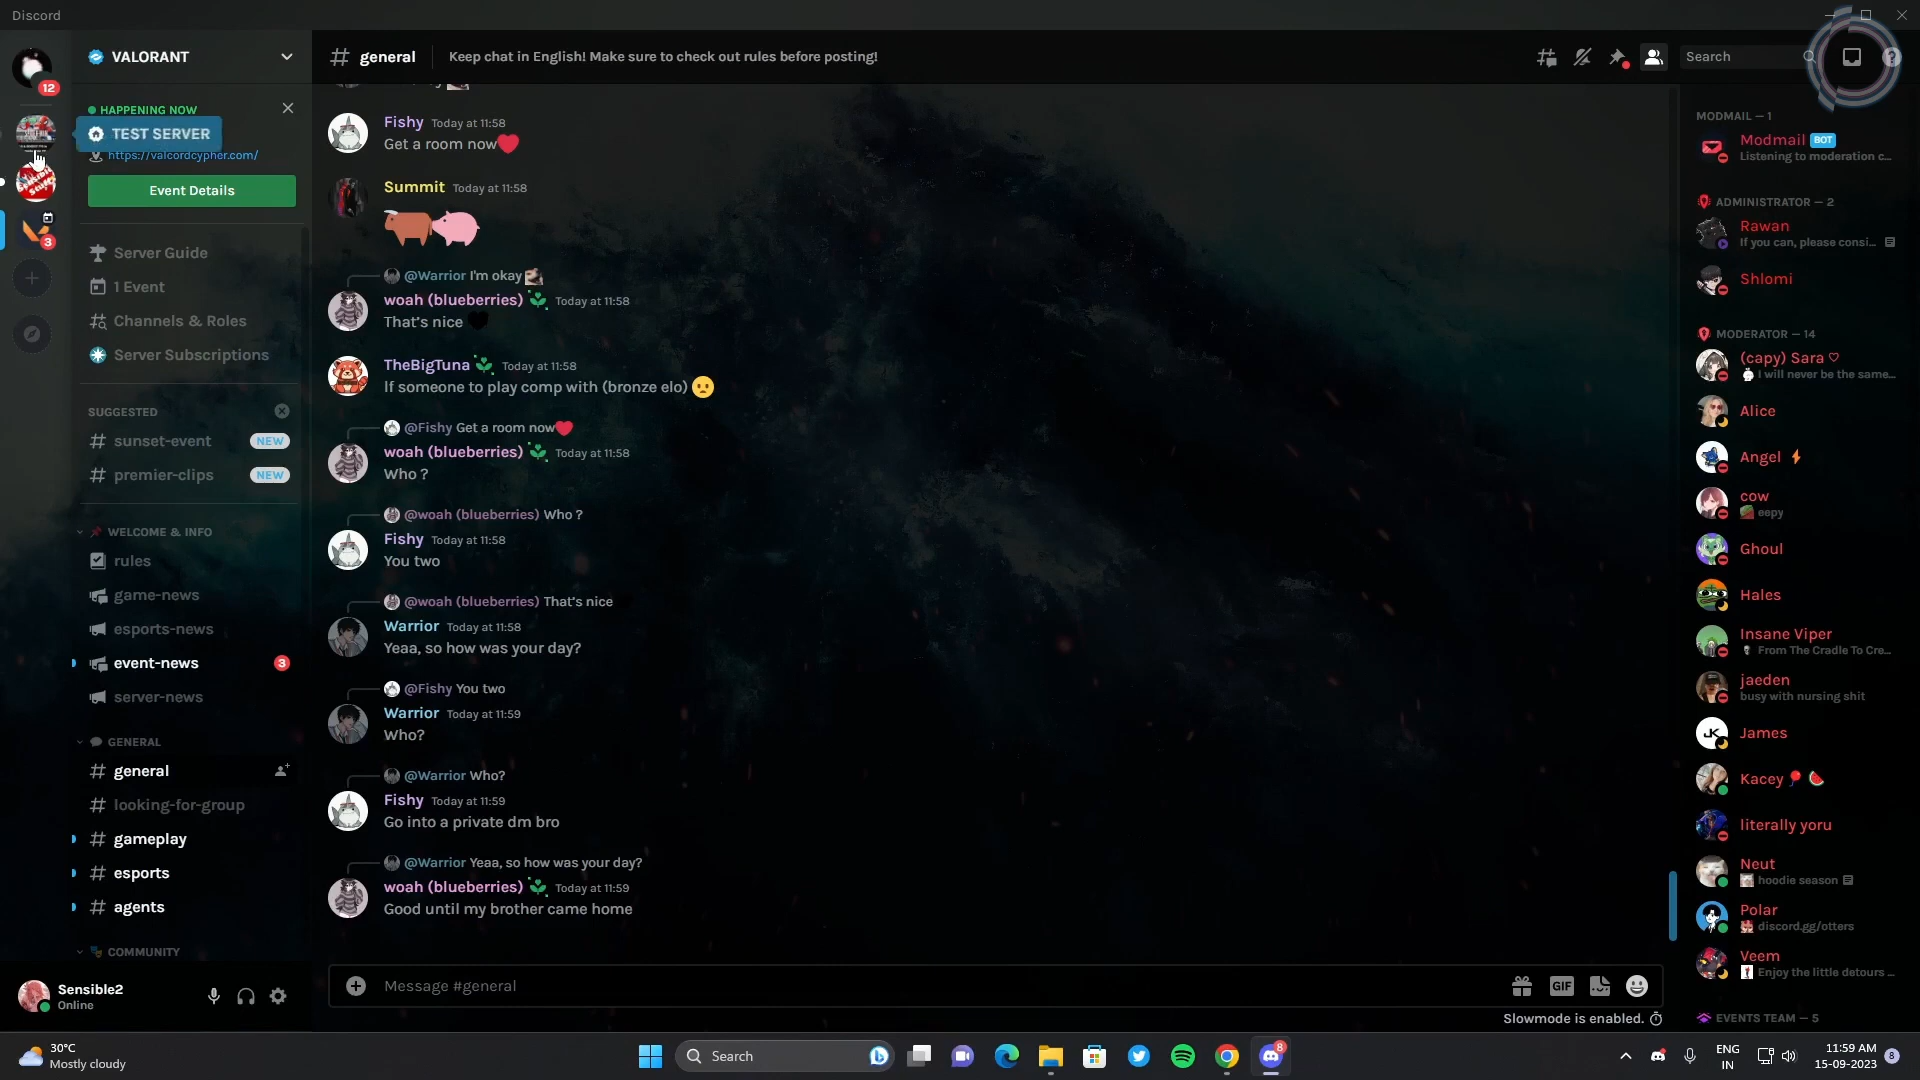 Discord
12
3
VALORANT
HAPPENING NOW
TEST SERVER
https://valcordcypher.com/
Event Details
Server Guide
1 Event
Channels & Roles
Server Subscriptions
SUGGESTED
sunset-event NEW
premier-clips NEW
WELCOME & INFO
rules
game-news
esports-news
event-news 3
server-news
GENERAL
general
looking-for-group
gameplay
esports
agents
COMMUNITY
Sensible2
Online
general Keep chat in English! Make sure to check out rules before posting!
Search
Fishy Today at 11:58
Get a room now❤️
Summit Today at 11:58
@Warrior I'm okay
woah (blueberries) Today at 11:58
That's nice 🖤
TheBigTuna Today at 11:58
If someone to play comp with (bronze elo) 🙁
@Fishy Get a room now❤️
woah (blueberries) Today at 11:58
Who ?
@woah (blueberries) Who ?
Fishy Today at 11:58
You two
@woah (blueberries) That's nice
Warrior Today at 11:58
Yeaa, so how was your day?
@Fishy You two
Warrior Today at 11:59
Who?
@Warrior Who?
Fishy Today at 11:59
Go into a private dm bro
@Warrior Yeaa, so how was your day?
woah (blueberries) Today at 11:59
Good until my brother came home
Message #general
GIF
Slowmode is enabled.
MODMAIL — 1
Modmail BOT
Listening to moderation c...
ADMINISTRATOR — 2
Rawan
If you can, please consi...
Shlomi
MODERATOR — 14
(capy) Sara ♡
I will never be the same...
Alice
Angel ⚡
cow
eepy
Ghoul
Hales
Insane Viper
From The Cradle To Cre...
jaeden
busy with nursing shit
JK
James
Kacey 🏓🍉
literally yoru
Neut
hoodie season
Polar
discord.gg/otters
Veem
Enjoy the little detours ...
EVENTS TEAM — 5
30°C
Mostly cloudy
Search
8
ENG
IN
11:59 AM
15-09-2023
8